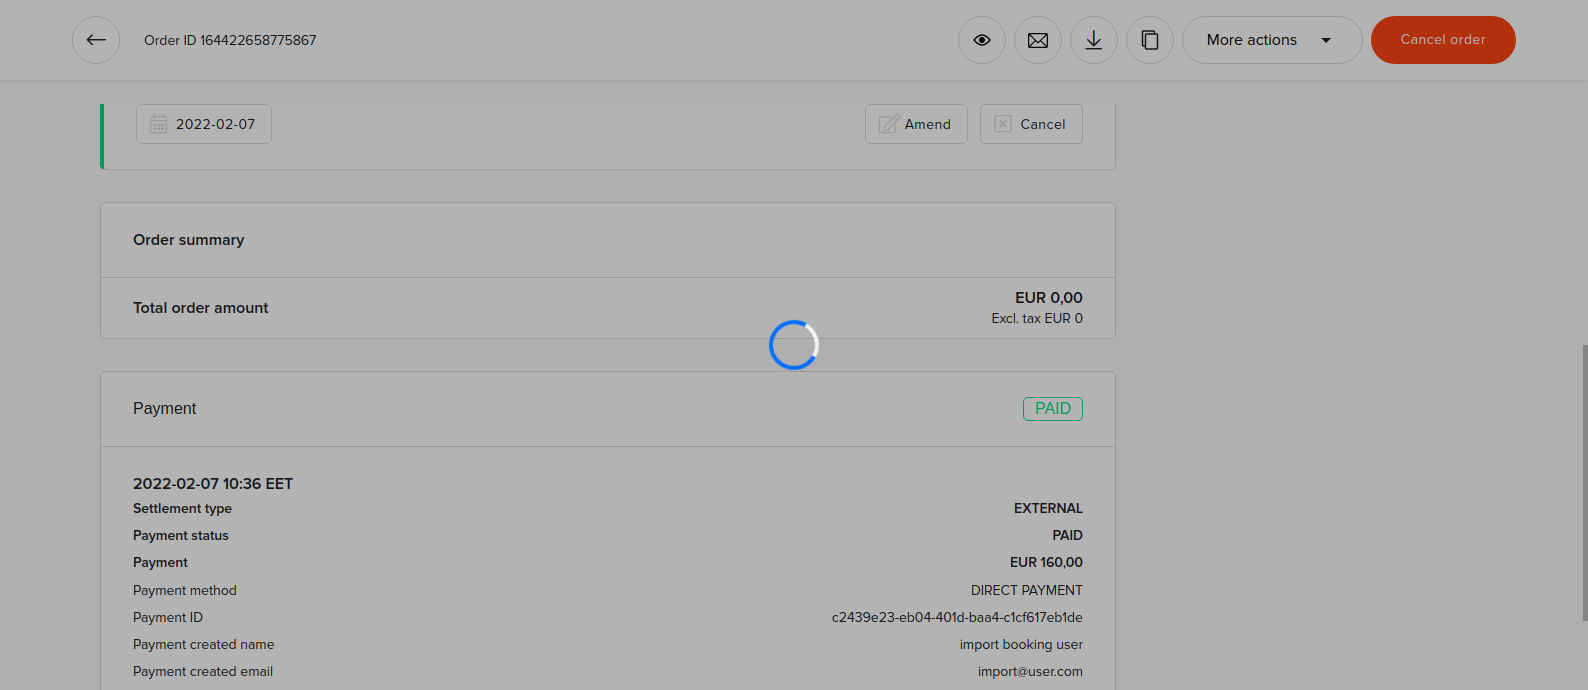 Order ID 164422658775867
More actions
Cancel order
2022-02-07
Amend
Cancel
Order summary
Total order amount
EUR 0,00
Excl. tax EUR 0
Payment
PAID
2022-02-07 10:36 EET
Settlement type EXTERNAL
Payment status PAID
Payment EUR 160,00
Payment method DIRECT PAYMENT
Payment ID c2439e23-eb04-401d-baa4-c1cf617eb1de
Payment created name import booking user
Payment created email import@user.com